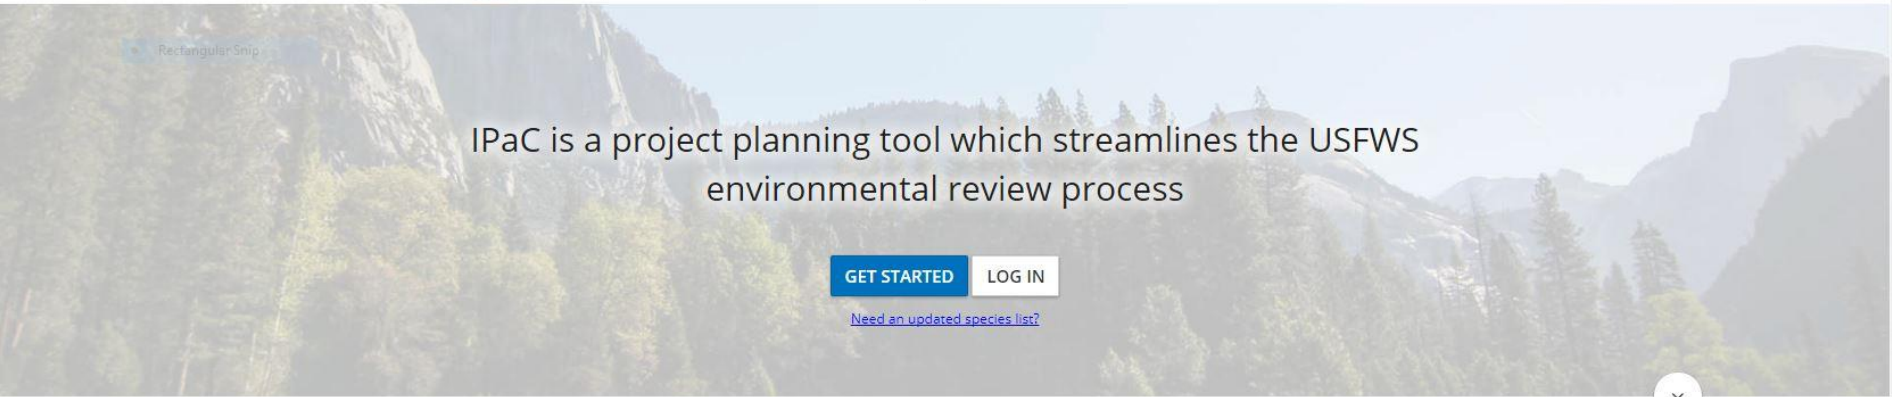 Rectangular Snip
IPaC is a project planning tool which streamlines the USFWS
environmental review process
GET STARTED
LOG IN
Need an updated species list?